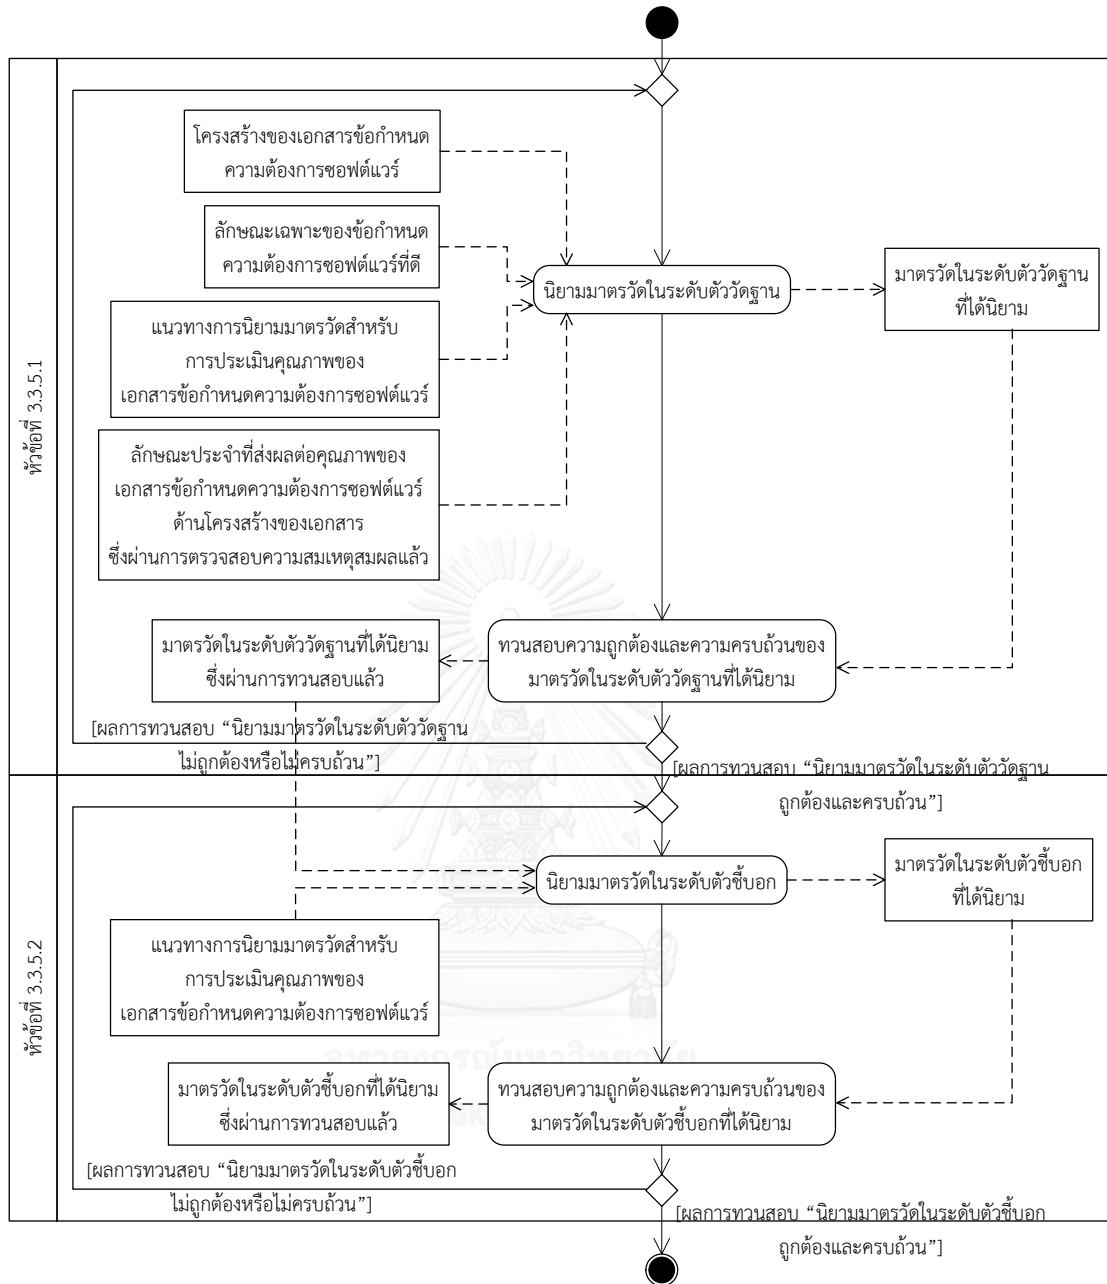 หัวข้อที่ 3.3.5.1
โครงสร้างของเอกสารข้อกำหนด
ความต้องการซอฟต์แวร์
ลักษณะเฉพาะของข้อกำหนด
ความต้องการซอฟต์แวร์ที่ดี
นิยามมาตรวัดในระดับตัววัดฐาน
มาตรวัดในระดับตัววัดฐาน
ที่ได้นิยาม
แนวทางการนิยามมาตรวัดสำหรับ
การประเมินคุณภาพของ
เอกสารข้อกำหนดความต้องการซอฟต์แวร์
ลักษณะประจำที่ส่งผลต่อคุณภาพของ
เอกสารข้อกำหนดความต้องการซอฟต์แวร์
ด้านโครงสร้างของเอกสาร
ซึ่งผ่านการตรวจสอบความสมเหตุสมผลแล้ว
มาตรวัดในระดับตัววัดฐานที่ได้นิยาม
ซึ่งผ่านการทวนสอบแล้ว
ทวนสอบความถูกต้องและความครบถ้วนของ
มาตรวัดในระดับตัววัดฐานที่ได้นิยาม
[ผลการทวนสอบ “นิยามมาตรวัดในระดับตัววัดฐาน
ไม่ถูกต้องหรือไม่ครบถ้วน”]
[ผลการทวนสอบ “นิยามมาตรวัดในระดับตัววัดฐาน
ถูกต้องและครบถ้วน”]
หัวข้อที่ 3.3.5.2
นิยามมาตรวัดในระดับตัวชี้บอก
มาตรวัดในระดับตัวชี้บอก
ที่ได้นิยาม
แนวทางการนิยามมาตรวัดสำหรับ
การประเมินคุณภาพของ
เอกสารข้อกำหนดความต้องการซอฟต์แวร์
มาตรวัดในระดับตัวชี้บอกที่ได้นิยาม
ซึ่งผ่านการทวนสอบแล้ว
ทวนสอบความถูกต้องและความครบถ้วนของ
มาตรวัดในระดับตัวชี้บอกที่ได้นิยาม
[ผลการทวนสอบ “นิยามมาตรวัดในระดับตัวชี้บอก
ไม่ถูกต้องหรือไม่ครบถ้วน”]
[ผลการทวนสอบ “นิยามมาตรวัดในระดับตัวชี้บอก
ถูกต้องและครบถ้วน”]